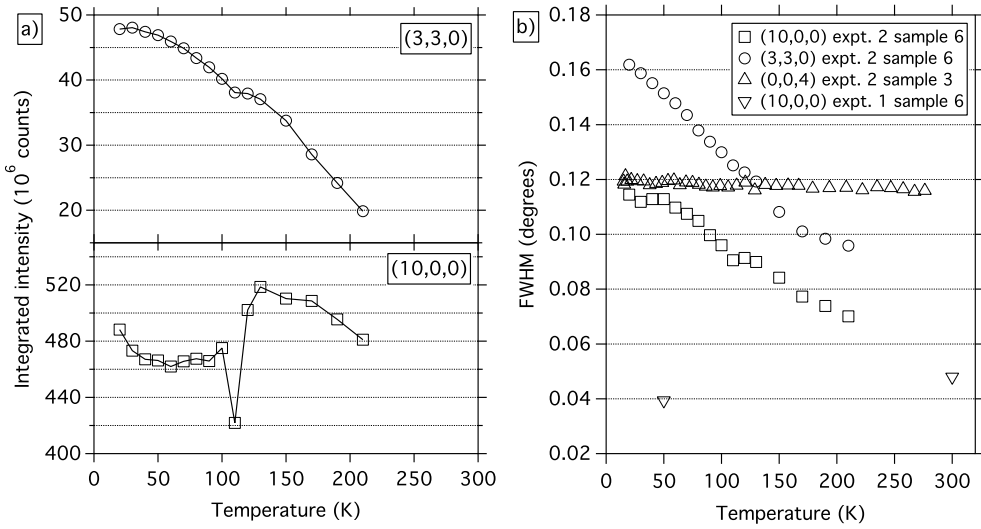 a)
(3,3,0)
50
40
30
20
Integrated intensity (10⁶ counts)
(10,0,0)
520
480
440
400
0 50 100 150 200 250 300
Temperature (K)
b)
□ (10,0,0) expt. 2 sample 6
○ (3,3,0) expt. 2 sample 6
△ (0,0,4) expt. 2 sample 3
▽ (10,0,0) expt. 1 sample 6
0.18
0.16
0.14
0.12
0.10
0.08
0.06
0.04
0.02
FWHM (degrees)
0 50 100 150 200 250 300
Temperature (K)